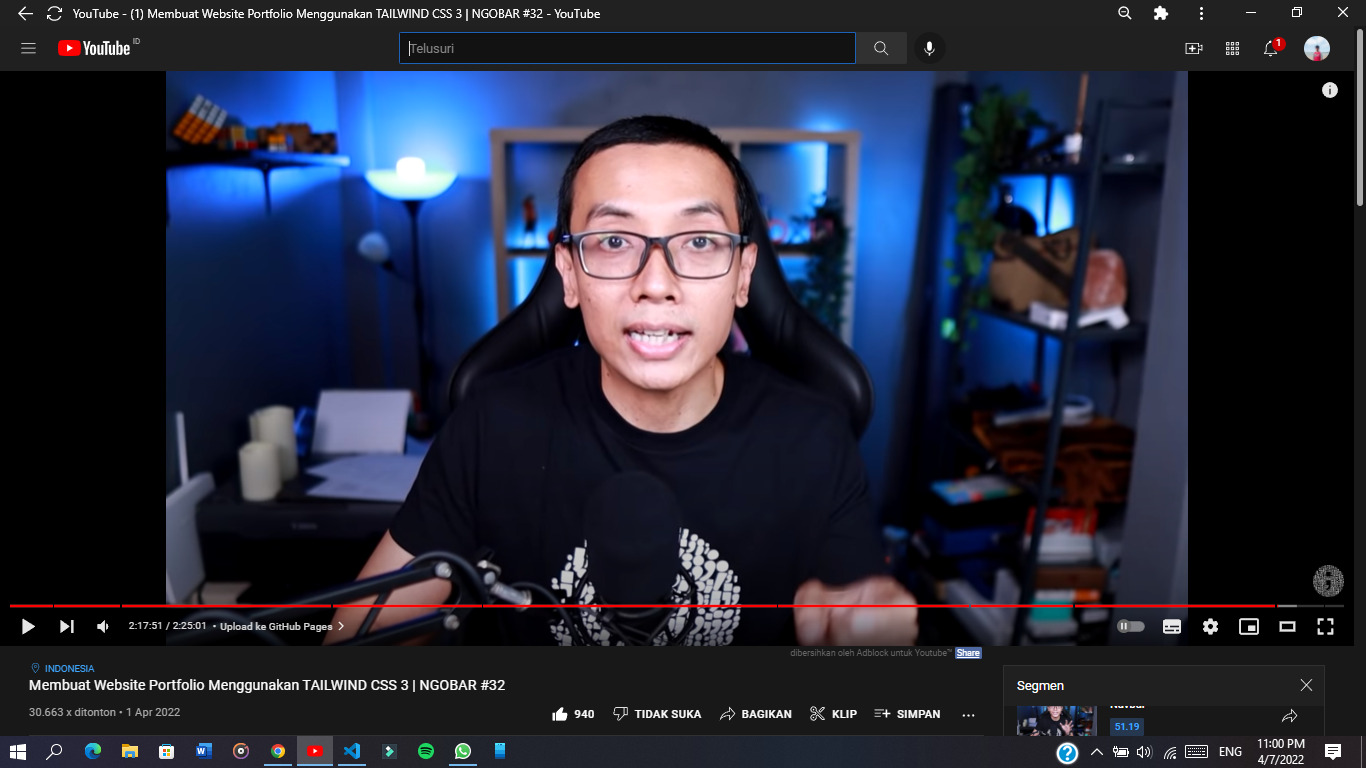 YouTube - (1) Membuat Website Portfolio Menggunakan TAILWIND CSS 3 | NGOBAR #32 - YouTube
YouTube ID
Telusuri
1
2:17:51 / 2:25:01 • Upload ke GitHub Pages
dibersihkan oleh Adblock untuk Youtube™ Share
INDONESIA
Membuat Website Portfolio Menggunakan TAILWIND CSS 3 | NGOBAR #32
30.663 x ditonton • 1 Apr 2022
940
TIDAK SUKA
BAGIKAN
KLIP
SIMPAN
Segmen
51.19
ENG
11:00 PM
4/7/2022